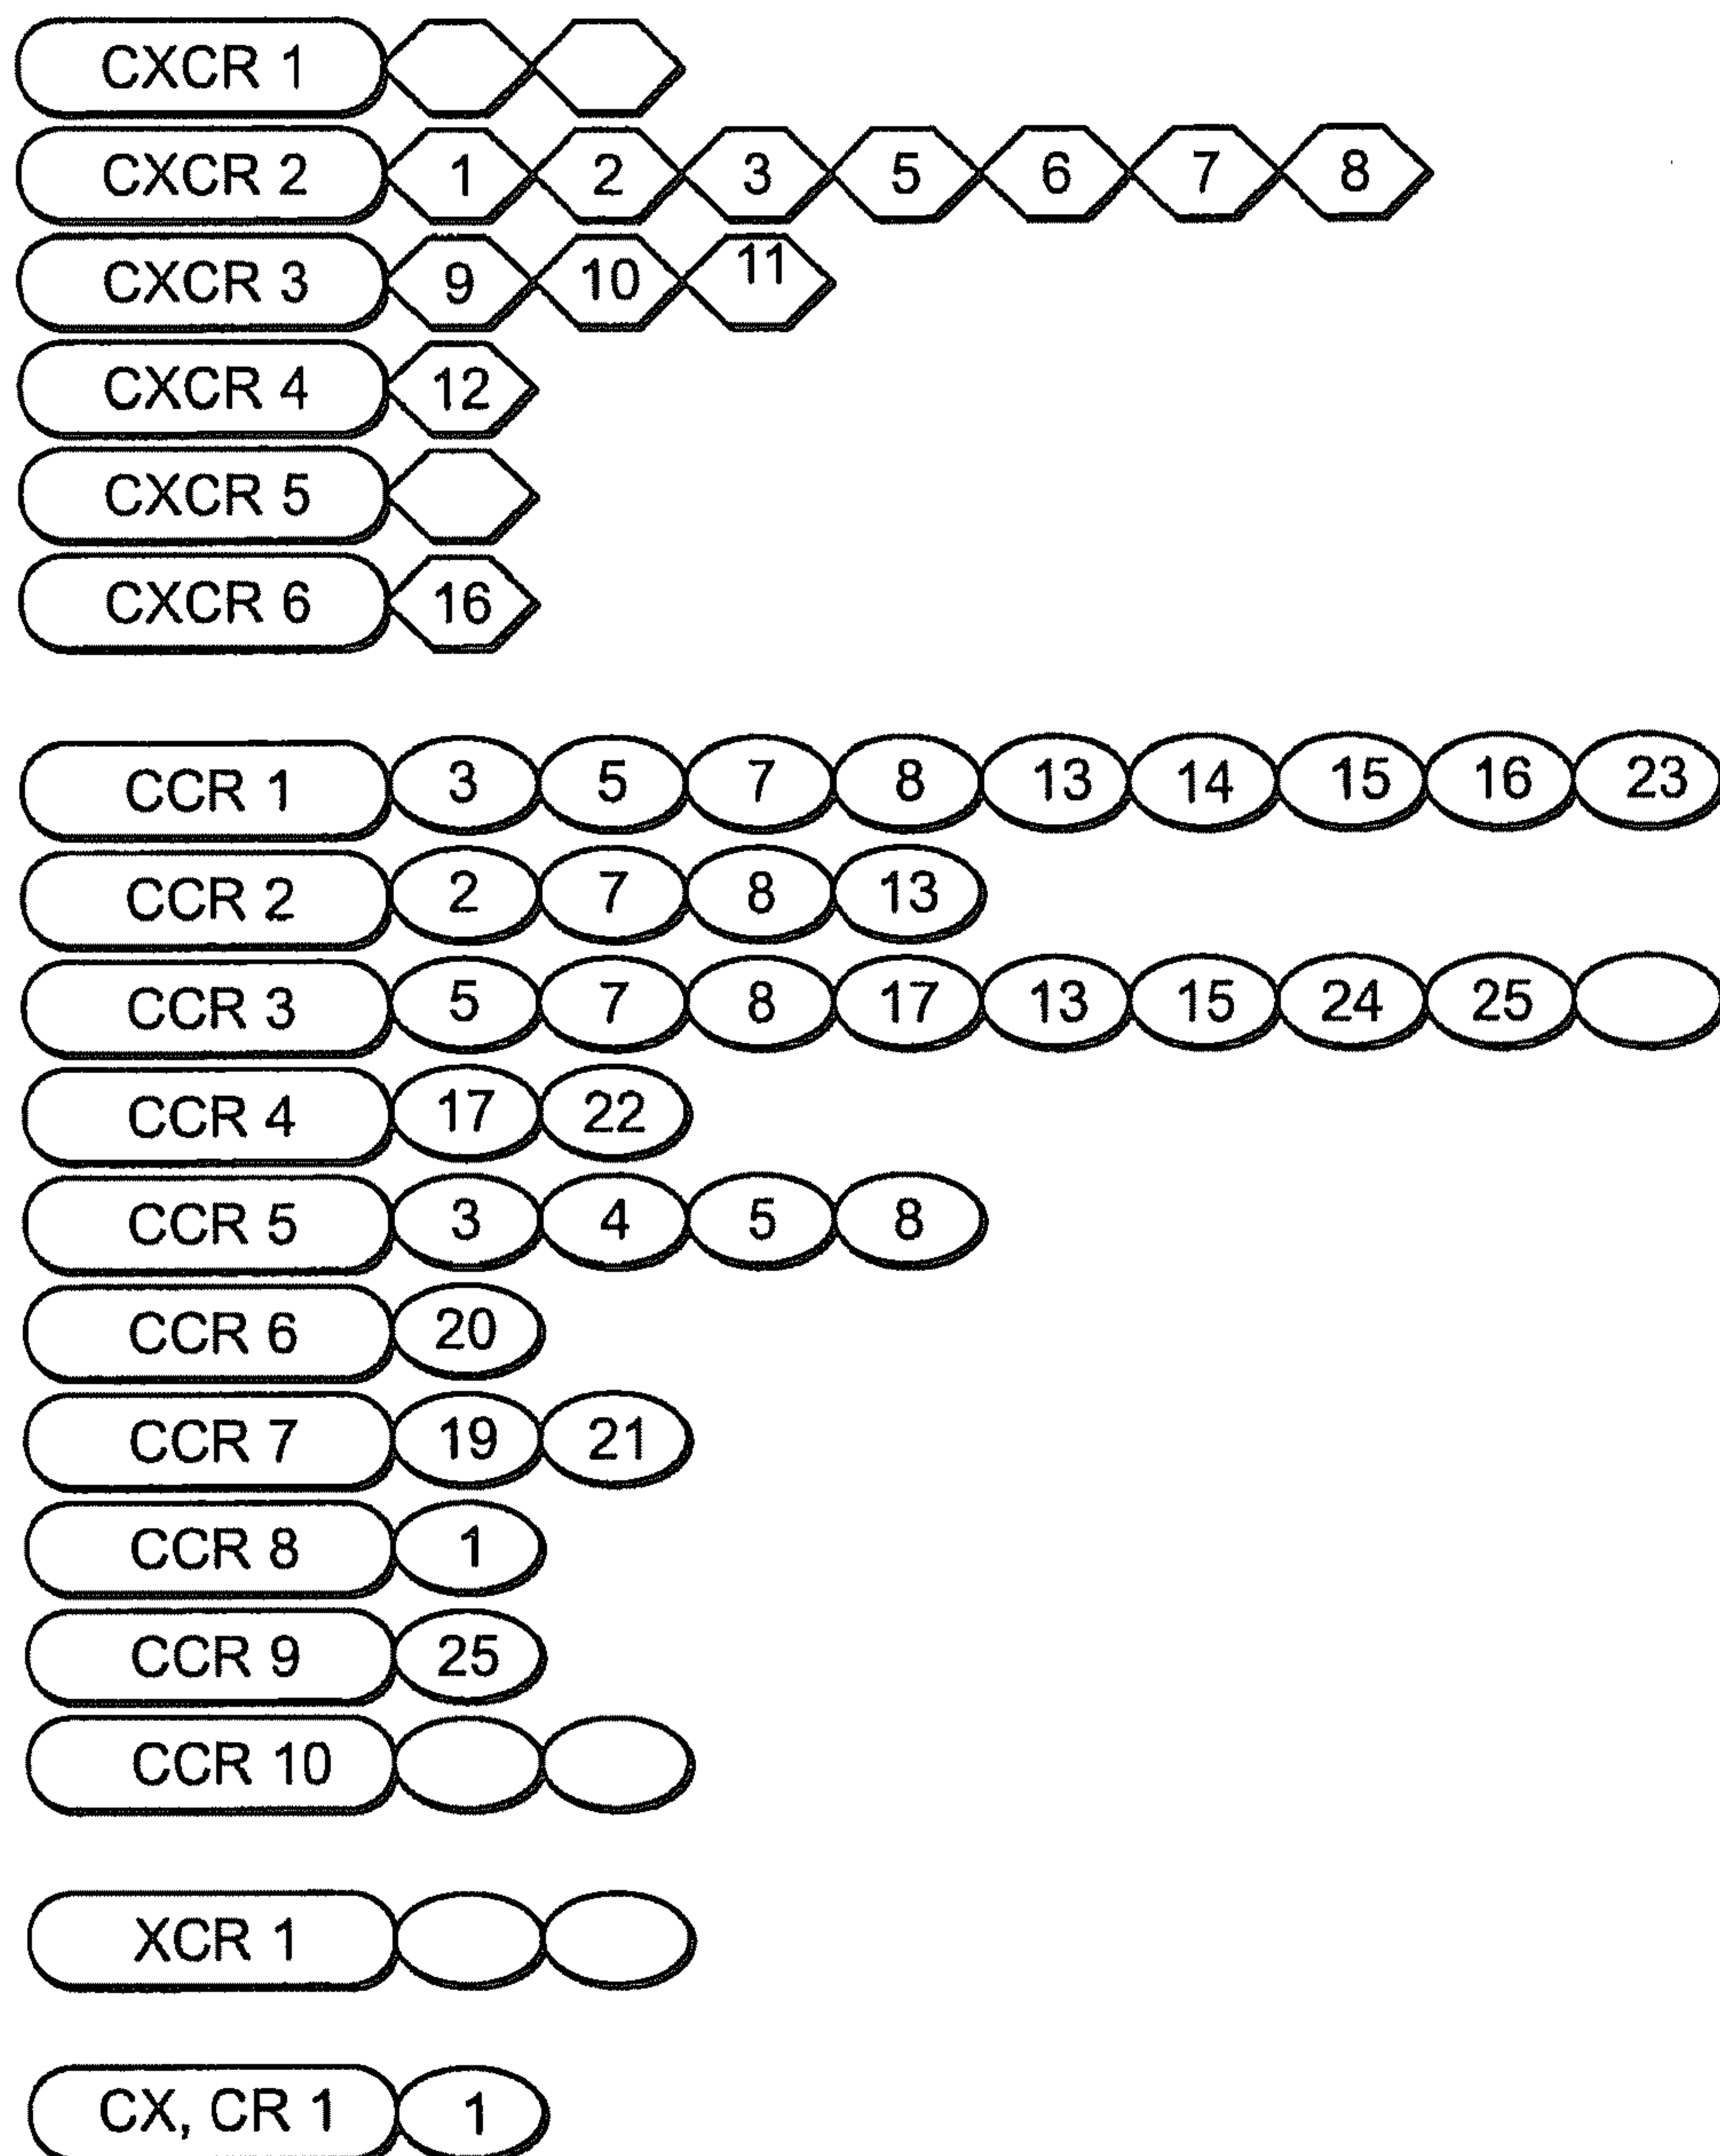 CXCR 1
CXCR 2 1 2 3 5 6 7 8
CXCR 3 9 10 11
CXCR 4 12
CXCR 5
CXCR 6 16
CCR 1 3 5 7 8 13 14 15 16 23
CCR 2 2 7 8 13
CCR 3 5 7 8 17 13 15 24 25
CCR 4 17 22
CCR 5 3 4 5 8
CCR 6 20
CCR 7 19 21
CCR 8 1
CCR 9 25
CCR 10
XCR 1
CX, CR 1 1